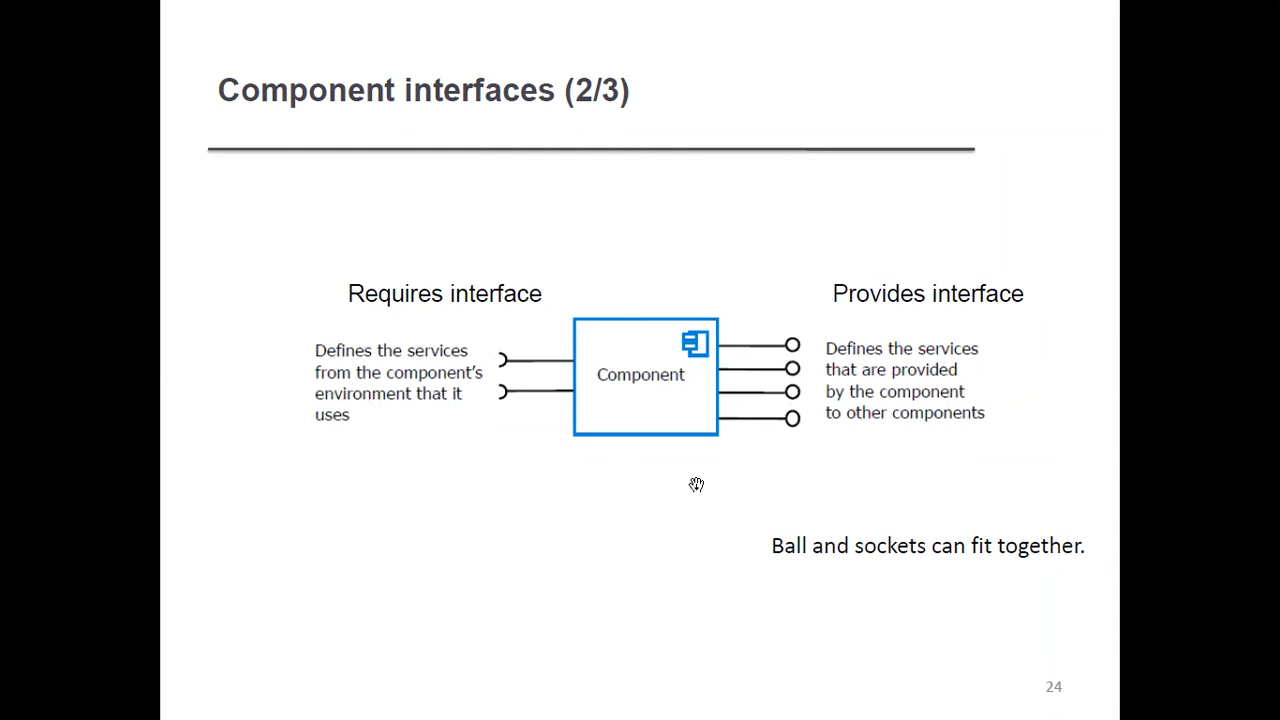 Component interfaces (2/3)
Requires interface
Provides interface
Defines the services
from the component's
environment that it
uses
Component
Defines the services
that are provided
by the component
to other components
Ball and sockets can fit together.
24